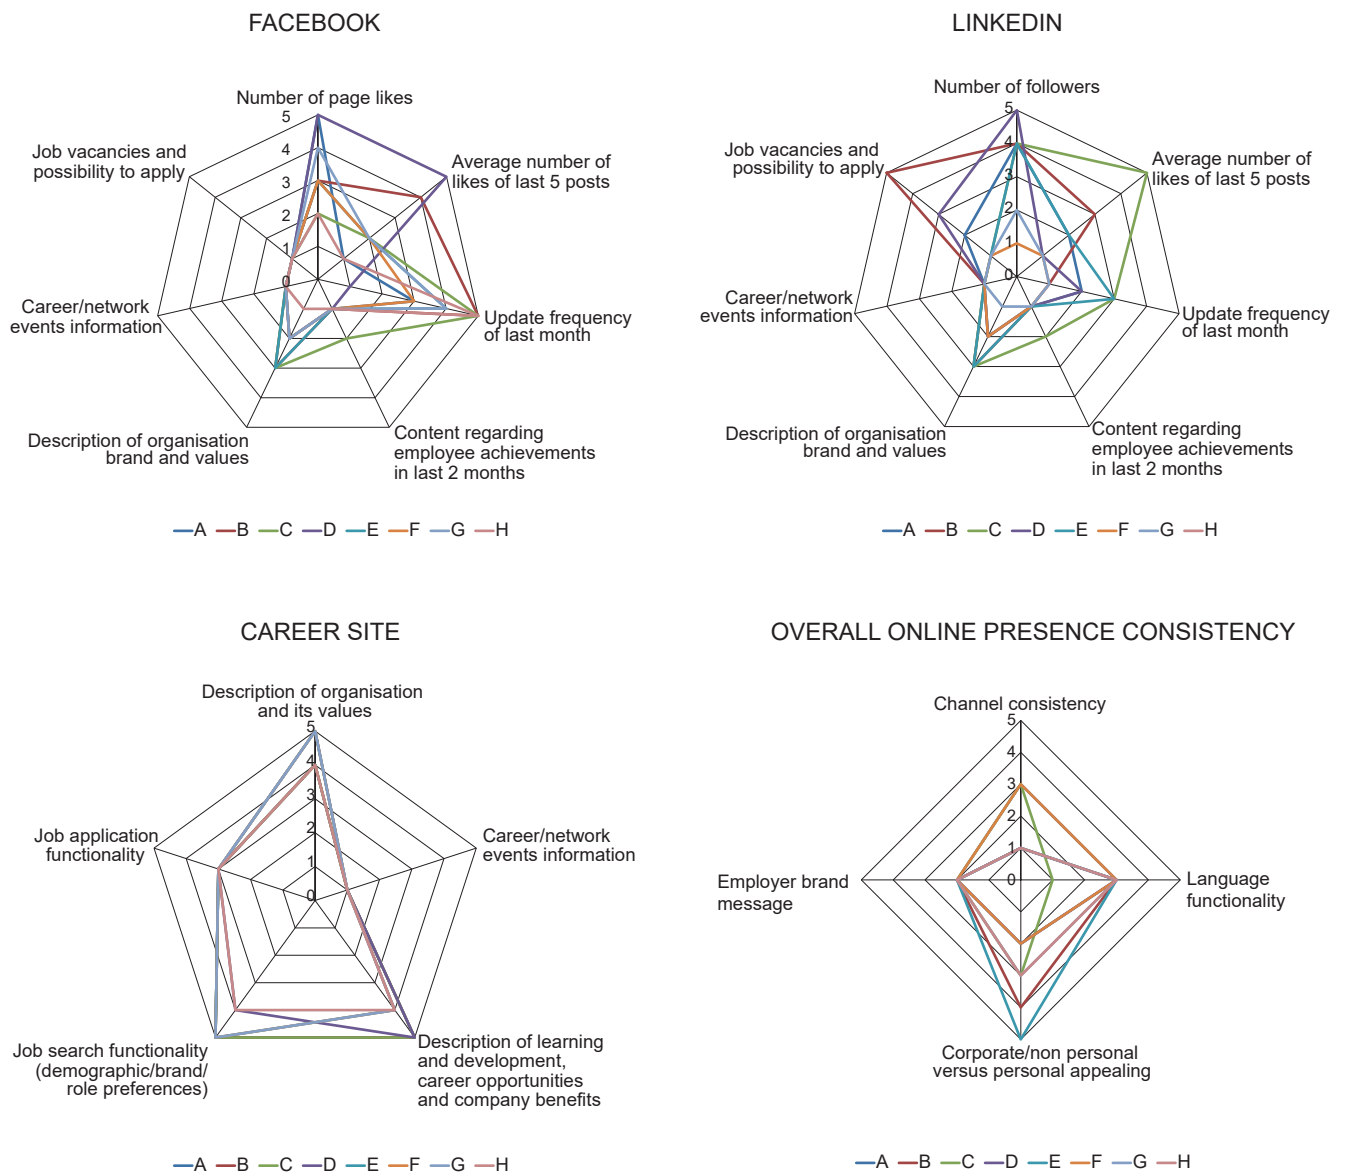 FACEBOOK
Number of page likes
5
4
3
2
1
0
Average number of
likes of last 5 posts
Update frequency
of last month
Content regarding
employee achievements
in last 2 months
Description of organisation
brand and values
Career/network
events information
Job vacancies and
possibility to apply
A B C D E F G H
LINKEDIN
Number of followers
5
4
3
2
1
0
Average number of
likes of last 5 posts
Update frequency
of last month
Content regarding
employee achievements
in last 2 months
Description of organisation
brand and values
Career/network
events information
Job vacancies and
possibility to apply
A B C D E F G H
CAREER SITE
Description of organisation
and its values
5
4
3
2
1
0
Career/network
events information
Description of learning
and development,
career opportunities
and company benefits
Job search functionality
(demographic/brand/
role preferences)
Job application
functionality
A B C D E F G H
OVERALL ONLINE PRESENCE CONSISTENCY
Channel consistency
5
4
3
2
1
0
Language
functionality
Corporate/non personal
versus personal appealing
Employer brand
message
A B C D E F G H